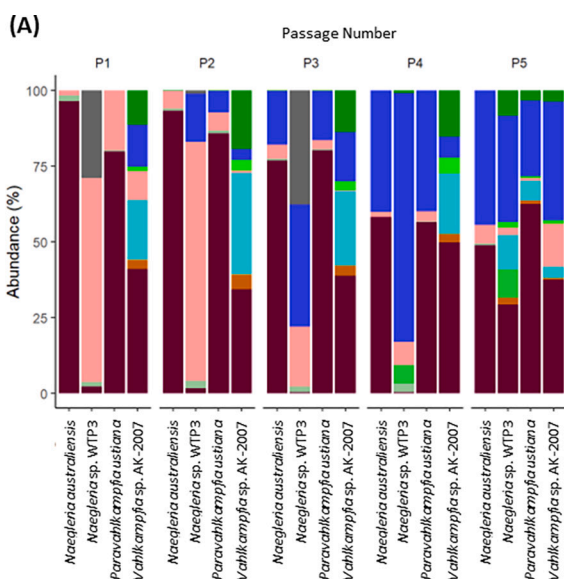 (A)
Passage Number
P1 P2 P3 P4 P5
Abundance (%)
100
75
50
25
0
Naegleria australiensis
Naegleria sp. WTP3
Paravahlkampfia ustiana
Vahlkampfia sp. AK-2007
Naegleria australiensis
Naegleria sp. WTP3
Paravahlkampfia ustiana
Vahlkampfia sp. AK-2007
Naegleria australiensis
Naegleria sp. WTP3
Paravahlkampfia ustiana
Vahlkampfia sp. AK-2007
Naegleria australiensis
Naegleria sp. WTP3
Paravahlkampfia ustiana
Vahlkampfia sp. AK-2007
Naegleria australiensis
Naegleria sp. WTP3
Paravahlkampfia ustiana
Vahlkampfia sp. AK-2007